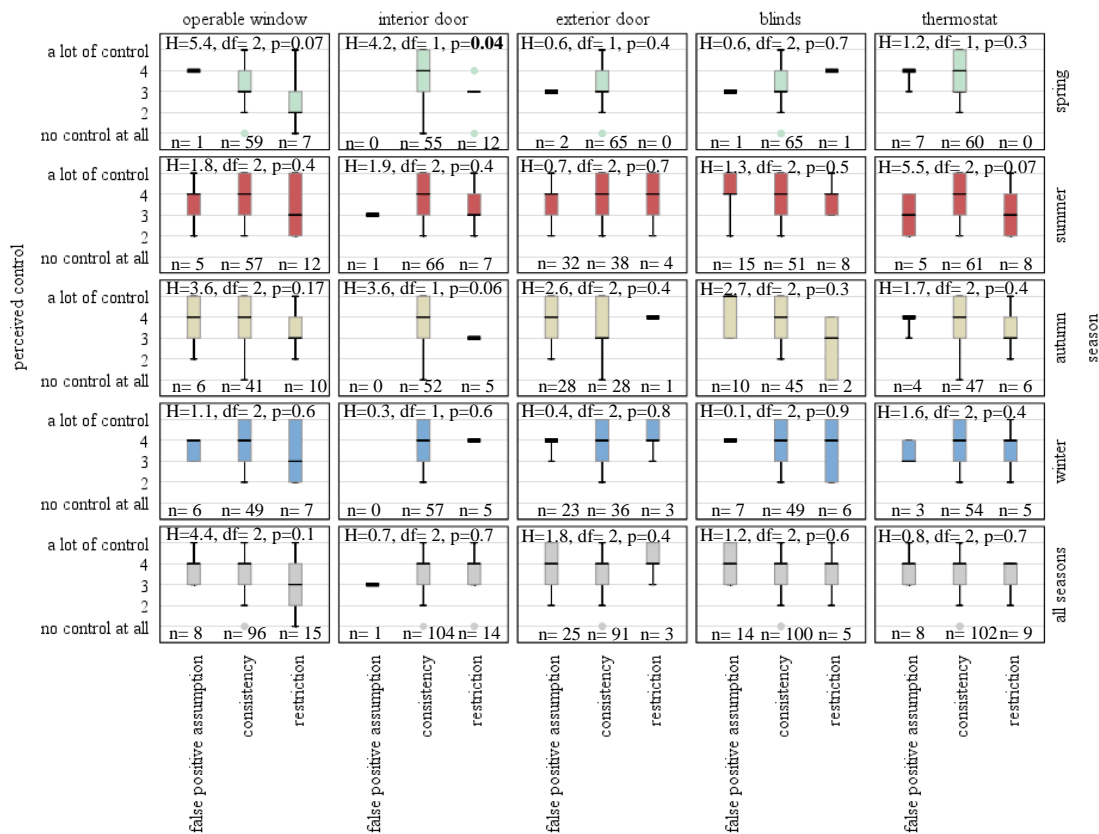 operable window interior door exterior door blinds thermostat
H=5.4, df= 2, p=0.07 H=4.2, df= 1, p=0.04 H=0.6, df= 1, p=0.4 H=0.6, df= 2, p=0.7 H=1.2, df= 1, p=0.3
a lot of control
4
3
2
no control at all
n= 1 n= 59 n= 7 n= 0 n= 55 n= 12 n= 2 n= 65 n= 0 n= 1 n= 65 n= 1 n= 7 n= 60 n= 0
spring
H=1.8, df= 2, p=0.4 H=1.9, df= 2, p=0.4 H=0.7, df= 2, p=0.7 H=1.3, df= 2, p=0.5 H=5.5, df= 2, p=0.07
a lot of control
4
3
2
no control at all
n= 5 n= 57 n= 12 n= 1 n= 66 n= 7 n= 32 n= 38 n= 4 n= 15 n= 51 n= 8 n= 5 n= 61 n= 8
summer
H=3.6, df= 2, p=0.17 H=3.6, df= 1, p=0.06 H=2.6, df= 2, p=0.4 H=2.7, df= 2, p=0.3 H=1.7, df= 2, p=0.4
a lot of control
4
3
2
no control at all
n= 6 n= 41 n= 10 n= 0 n= 52 n= 5 n= 28 n= 28 n= 1 n= 10 n= 45 n= 2 n= 4 n= 47 n= 6
autumn
perceived control
season
H=1.1, df= 2, p=0.6 H=0.3, df= 1, p=0.6 H=0.4, df= 2, p=0.8 H=0.1, df= 2, p=0.9 H=1.6, df= 2, p=0.4
a lot of control
4
3
2
no control at all
n= 6 n= 49 n= 7 n= 0 n= 57 n= 5 n= 23 n= 36 n= 3 n= 7 n= 49 n= 6 n= 3 n= 54 n= 5
winter
H=4.4, df= 2, p=0.1 H=0.7, df= 2, p=0.7 H=1.8, df= 2, p=0.4 H=1.2, df= 2, p=0.6 H=0.8, df= 2, p=0.7
a lot of control
4
3
2
no control at all
n= 8 n= 96 n= 15 n= 1 n= 104 n= 14 n= 25 n= 91 n= 3 n= 14 n= 100 n= 5 n= 8 n= 102 n= 9
all seasons
false positive assumption
consistency
restriction
false positive assumption
consistency
restriction
false positive assumption
consistency
restriction
false positive assumption
consistency
restriction
false positive assumption
consistency
restriction